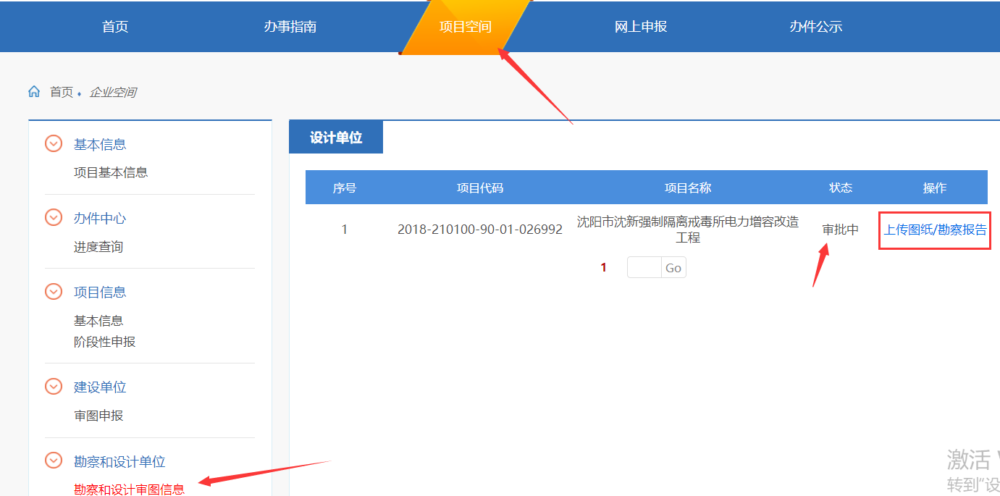 首页 办事指南 项目空间 网上申报 办件公示
首页 企业空间
基本信息
项目基本信息
办件中心
进度查询
项目信息
基本信息
阶段性申报
建设单位
审图申报
勘察和设计单位
勘察和设计审图信息
设计单位
序号 项目代码 项目名称 状态 操作
1 2018-210100-90-01-026992 沈阳市沈新强制隔离戒毒所电力增容改造 审批中 上传图纸/勘察报告
工程
1 Go
激活
转到"设